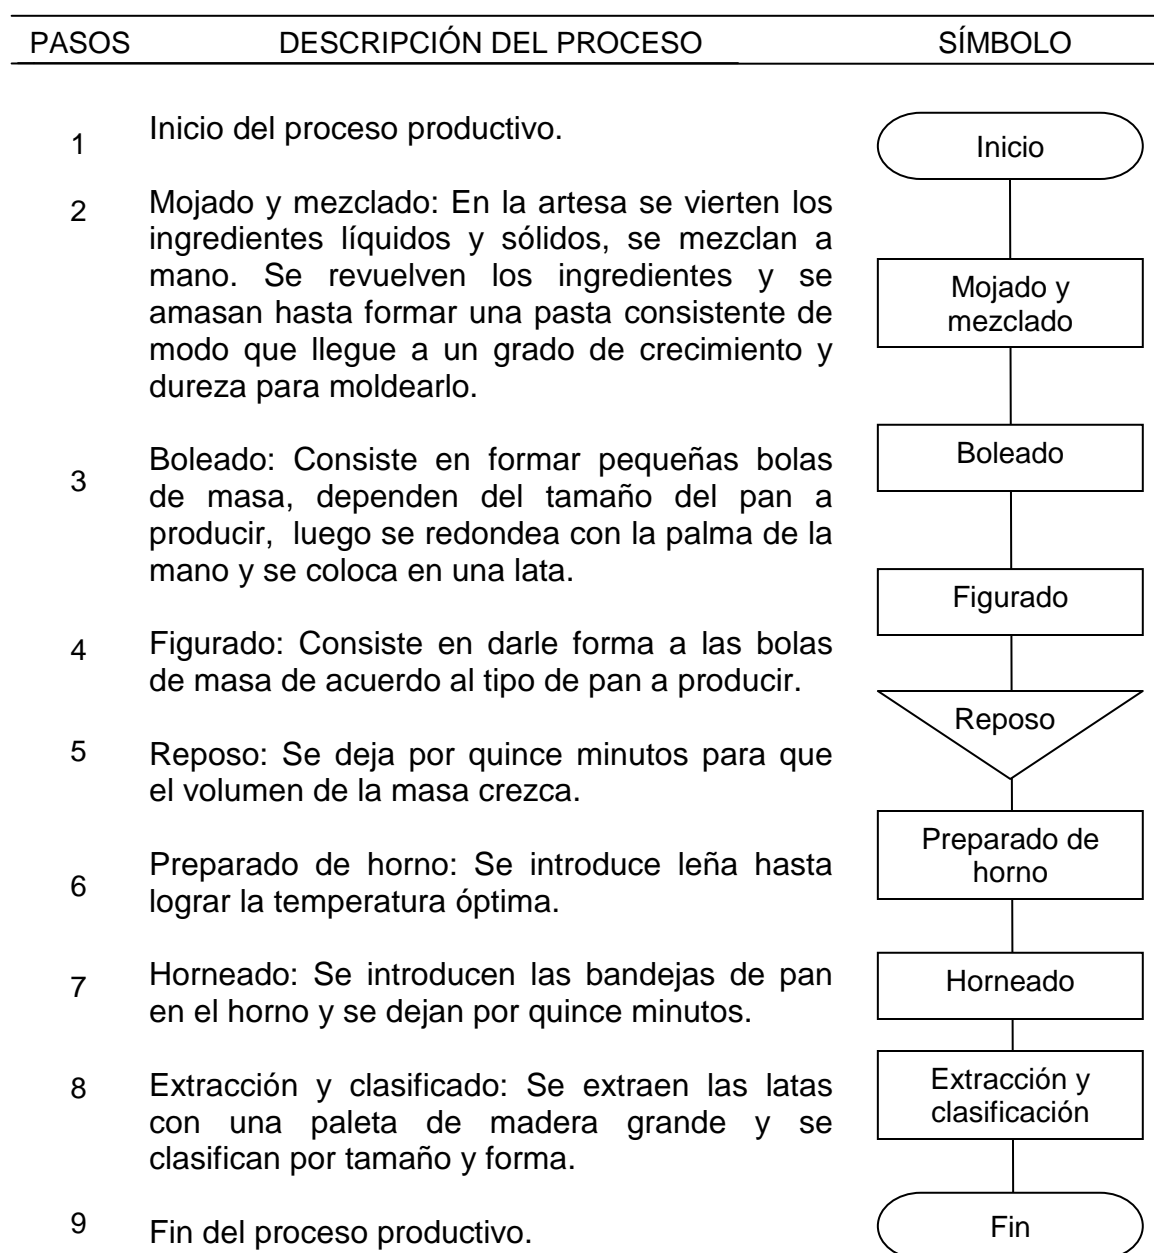 PASOS DESCRIPCIÓN DEL PROCESO SÍMBOLO
1 Inicio del proceso productivo.
Inicio
2 Mojado y mezclado: En la artesa se vierten los
ingredientes líquidos y sólidos, se mezclan a
mano. Se revuelven los ingredientes y se
amasan hasta formar una pasta consistente de
modo que llegue a un grado de crecimiento y
dureza para moldearlo.
Mojado y
mezclado
3 Boleado: Consiste en formar pequeñas bolas
de masa, dependen del tamaño del pan a
producir, luego se redondea con la palma de la
mano y se coloca en una lata.
Boleado
4 Figurado: Consiste en darle forma a las bolas
de masa de acuerdo al tipo de pan a producir.
Figurado
5 Reposo: Se deja por quince minutos para que
el volumen de la masa crezca.
Reposo
6 Preparado de horno: Se introduce leña hasta
lograr la temperatura óptima.
Preparado de
horno
7 Horneado: Se introducen las bandejas de pan
en el horno y se dejan por quince minutos.
Horneado
8 Extracción y clasificado: Se extraen las latas
con una paleta de madera grande y se
clasifican por tamaño y forma.
Extracción y
clasificación
9 Fin del proceso productivo.
Fin